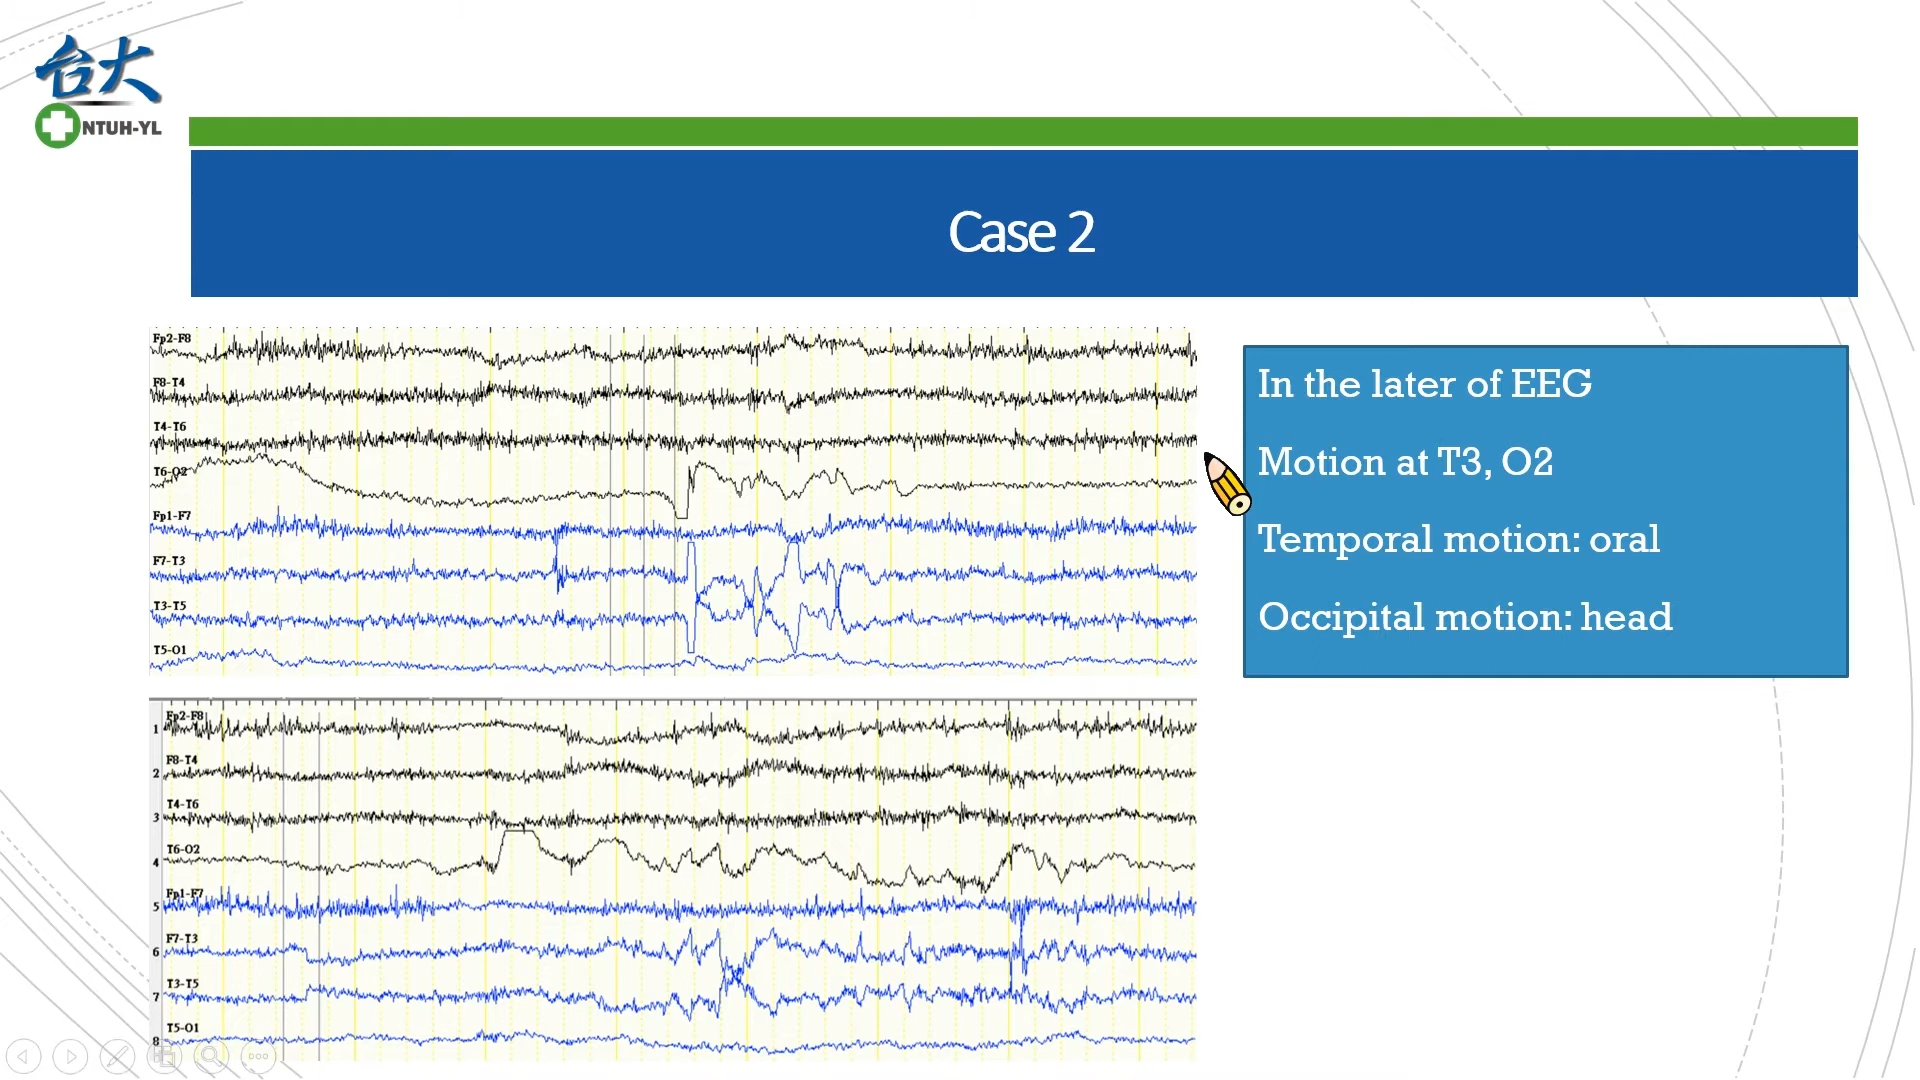 台大
NTUH-YL
Case 2
Fp2-F8
F8-T4
T4-T6
T6-O2
Fp1-F7
F7-T3
T3-T5
T5-O1
In the later of EEG
Motion at T3, O2
Temporal motion: oral
Occipital motion: head
1 Fp2-F8
2 F8-T4
3 T4-T6
4 T6-O2
5 Fp1-F7
6 F7-T3
7 T3-T5
8 T5-O1